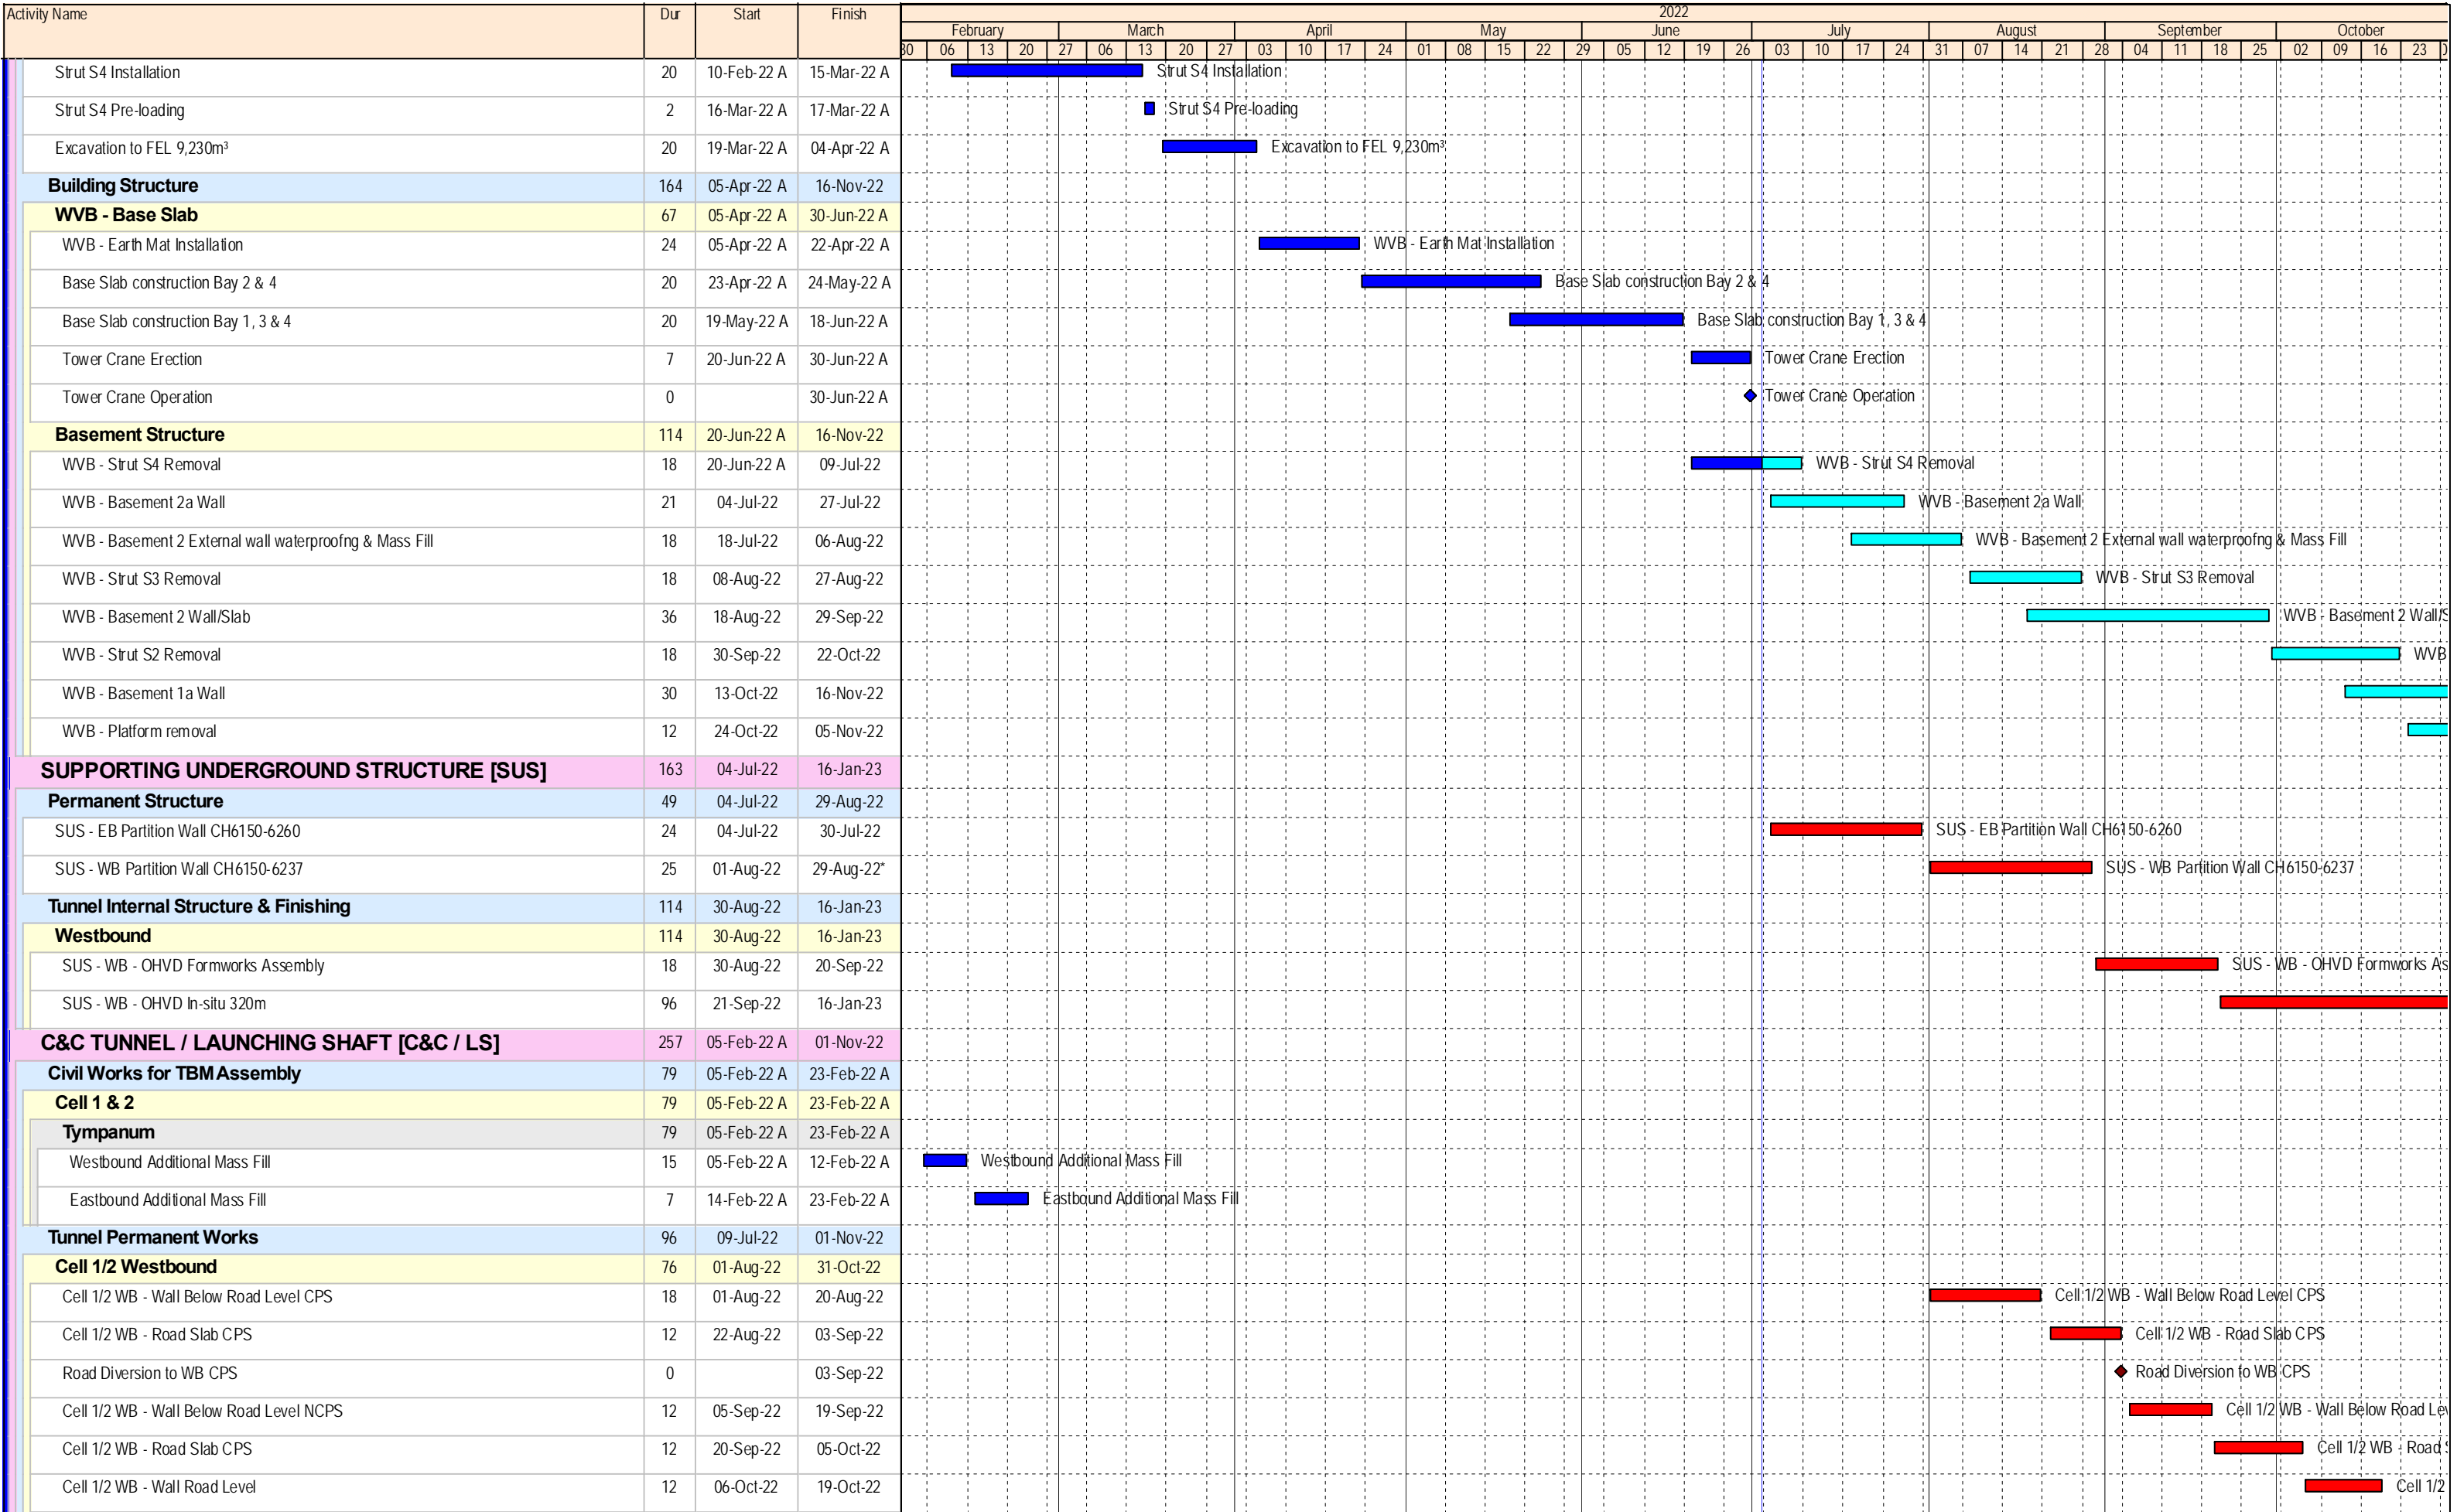 Activity Name Dur Start Finish 2022
February March April May June July August September October
30 06 13 20 27 06 13 20 27 03 10 17 24 01 08 15 22 29 05 12 19 26 03 10 17 24 31 07 14 21 28 04 11 18 25 02 09 16 23
Strut S4 Installation 20 10-Feb-22 A 15-Mar-22 A Strut S4 Installation
Strut S4 Pre-loading 2 16-Mar-22 A 17-Mar-22 A Strut S4 Pre-loading
Excavation to FEL 9,230m³ 20 19-Mar-22 A 04-Apr-22 A Excavation to FEL 9,230m³
Building Structure 164 05-Apr-22 A 16-Nov-22
WVB - Base Slab 67 05-Apr-22 A 30-Jun-22 A
WVB - Earth Mat Installation 24 05-Apr-22 A 22-Apr-22 A WVB - Earth Mat Installation
Base Slab construction Bay 2 & 4 20 23-Apr-22 A 24-May-22 A Base Slab construction Bay 2 & 4
Base Slab construction Bay 1, 3 & 4 20 19-May-22 A 18-Jun-22 A Base Slab construction Bay 1, 3 & 4
Tower Crane Erection 7 20-Jun-22 A 30-Jun-22 A Tower Crane Erection
Tower Crane Operation 0 30-Jun-22 A Tower Crane Operation
Basement Structure 114 20-Jun-22 A 16-Nov-22
WVB - Strut S4 Removal 18 20-Jun-22 A 09-Jul-22 WVB - Strut S4 Removal
WVB - Basement 2a Wall 21 04-Jul-22 27-Jul-22 WVB - Basement 2a Wall
WVB - Basement 2 External wall waterproofng & Mass Fill 18 18-Jul-22 06-Aug-22 WVB - Basement 2 External wall waterproofng & Mass Fill
WVB - Strut S3 Removal 18 08-Aug-22 27-Aug-22 WVB - Strut S3 Removal
WVB - Basement 2 Wall/Slab 36 18-Aug-22 29-Sep-22 WVB - Basement 2 Wall/S
WVB - Strut S2 Removal 18 30-Sep-22 22-Oct-22 WVB
WVB - Basement 1a Wall 30 13-Oct-22 16-Nov-22
WVB - Platform removal 12 24-Oct-22 05-Nov-22
SUPPORTING UNDERGROUND STRUCTURE [SUS] 163 04-Jul-22 16-Jan-23
Permanent Structure 49 04-Jul-22 29-Aug-22
SUS - EB Partition Wall CH6150-6260 24 04-Jul-22 30-Jul-22 SUS - EB Partition Wall CH6150-6260
SUS - WB Partition Wall CH6150-6237 25 01-Aug-22 29-Aug-22* SUS - WB Partition Wall CH6150-6237
Tunnel Internal Structure & Finishing 114 30-Aug-22 16-Jan-23
Westbound 114 30-Aug-22 16-Jan-23
SUS - WB - OHVD Formworks Assembly 18 30-Aug-22 20-Sep-22 SUS - WB - OHVD Formworks As
SUS - WB - OHVD In-situ 320m 96 21-Sep-22 16-Jan-23
C&C TUNNEL / LAUNCHING SHAFT [C&C / LS] 257 05-Feb-22 A 01-Nov-22
Civil Works for TBM Assembly 79 05-Feb-22 A 23-Feb-22 A
Cell 1 & 2 79 05-Feb-22 A 23-Feb-22 A
Tympanum 79 05-Feb-22 A 23-Feb-22 A
Westbound Additional Mass Fill 15 05-Feb-22 A 12-Feb-22 A Westbound Additional Mass Fill
Eastbound Additional Mass Fill 7 14-Feb-22 A 23-Feb-22 A Eastbound Additional Mass Fill
Tunnel Permanent Works 96 09-Jul-22 01-Nov-22
Cell 1/2 Westbound 76 01-Aug-22 31-Oct-22
Cell 1/2 WB - Wall Below Road Level CPS 18 01-Aug-22 20-Aug-22 Cell 1/2 WB - Wall Below Road Level CPS
Cell 1/2 WB - Road Slab CPS 12 22-Aug-22 03-Sep-22 Cell 1/2 WB - Road Slab CPS
Road Diversion to WB CPS 0 03-Sep-22 Road Diversion to WB CPS
Cell 1/2 WB - Wall Below Road Level NCPS 12 05-Sep-22 19-Sep-22 Cell 1/2 WB - Wall Below Road Lev
Cell 1/2 WB - Road Slab CPS 12 20-Sep-22 05-Oct-22 Cell 1/2 WB - Road S
Cell 1/2 WB - Wall Road Level 12 06-Oct-22 19-Oct-22 Cell 1/2